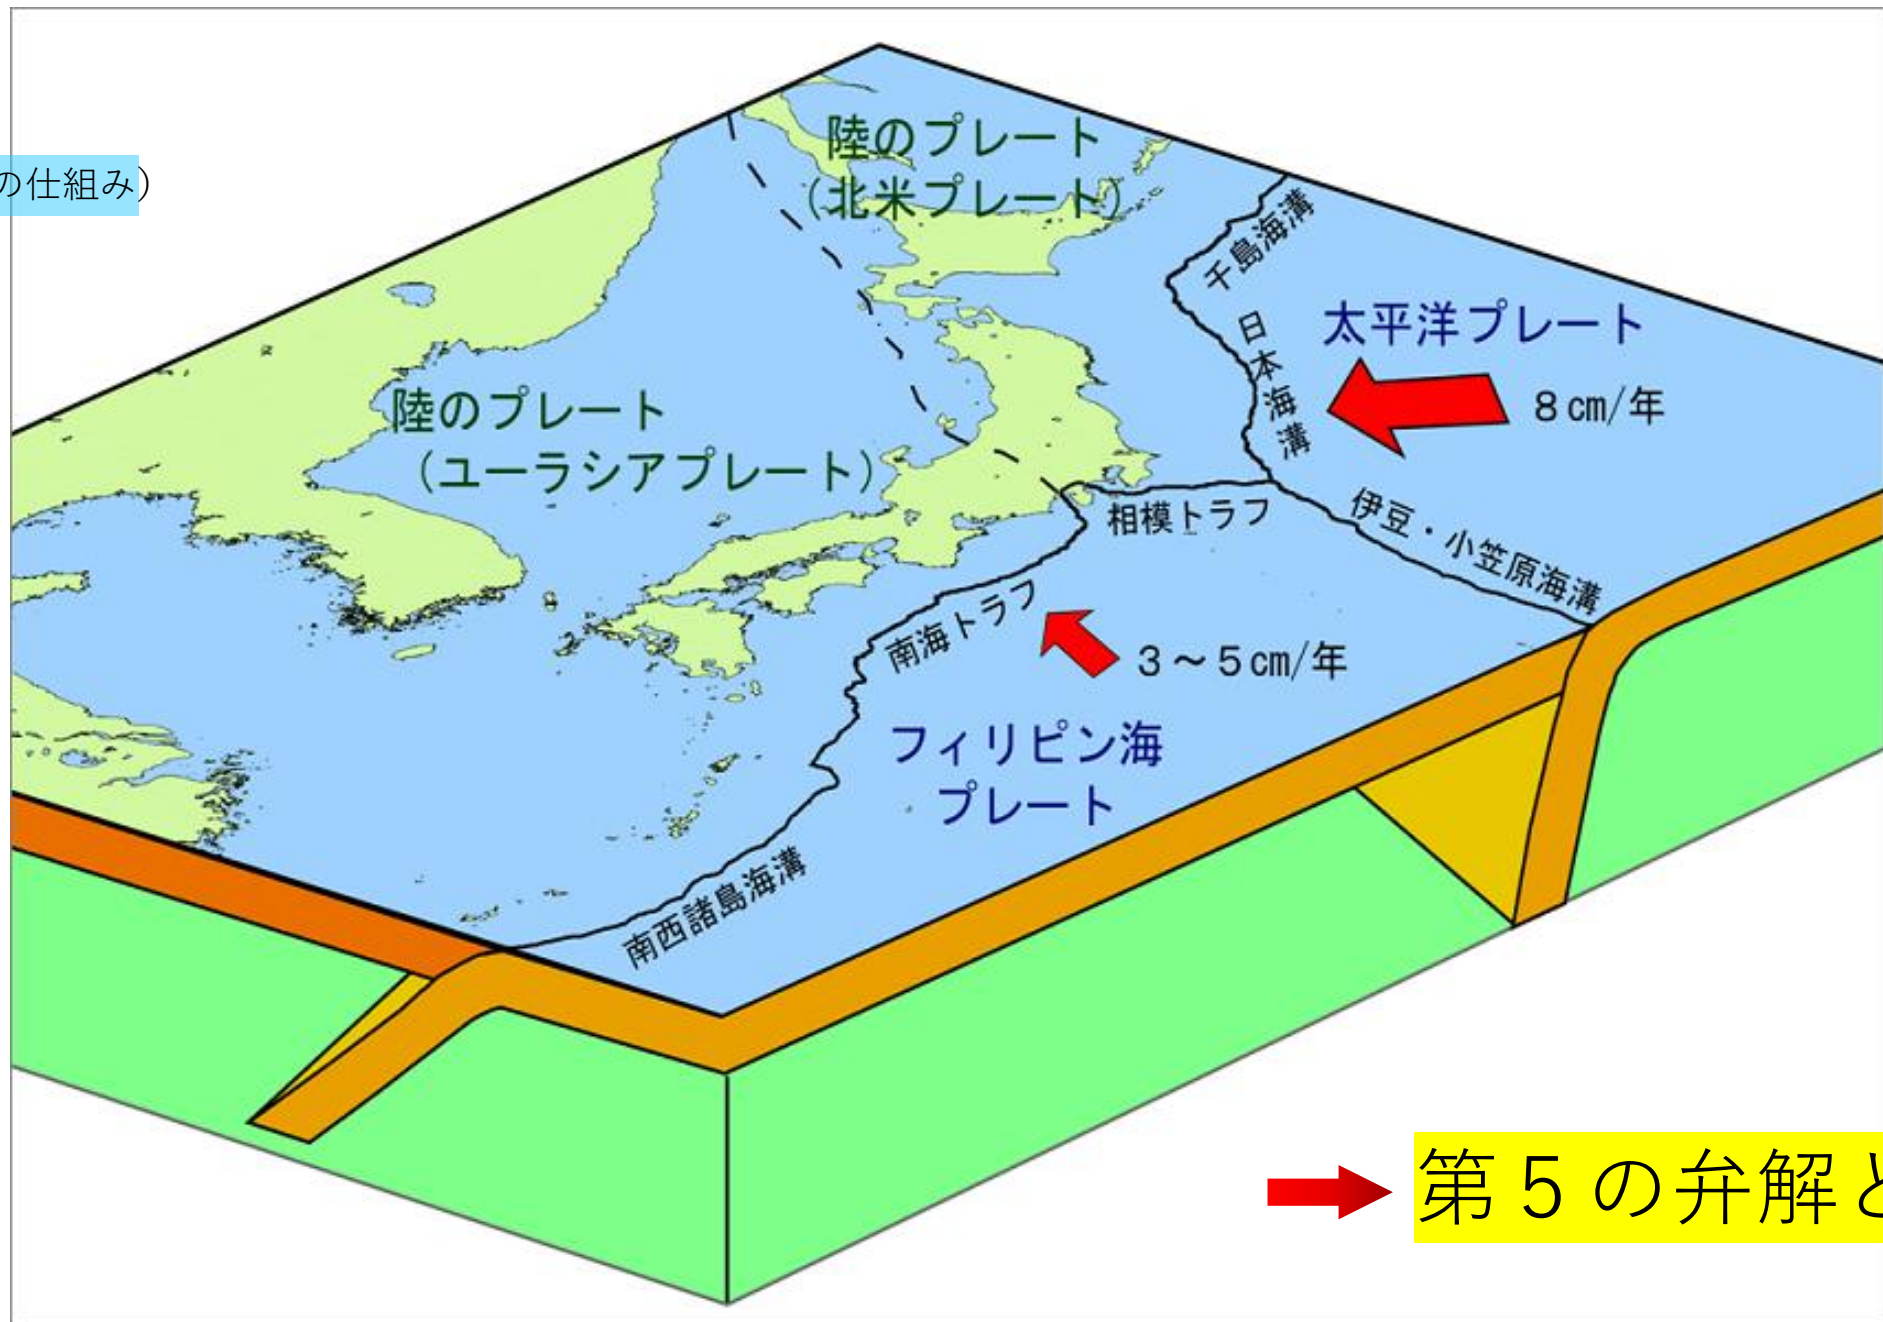 の仕組み)
陸のプレート
(北米プレート)
千島海溝
日本海溝
太平洋プレート
8cm/年
陸のプレート
(ユーラシアプレート)
相模トラフ
伊豆・小笠原海溝
南海トラフ
3~5cm/年
フィリピン海
プレート
南西諸島海溝
第5の弁解と